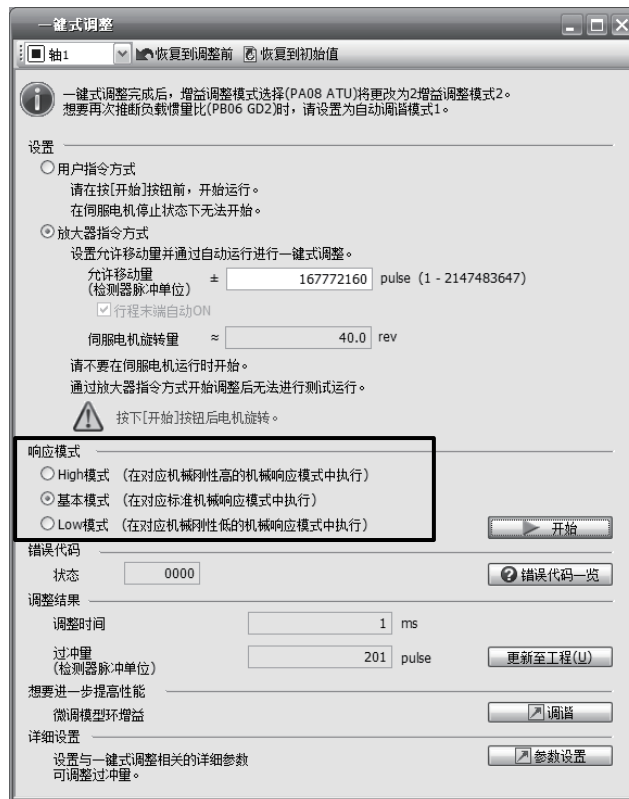 一键式调整
轴1 恢复到调整前 恢复到初始值
一键式调整完成后，增益调整模式选择(PA08 ATU)将更改为2增益调整模式2。
想要再次推断负载惯量比(PB06 GD2)时，请设置为自动调谐模式1。
设置
用户指令方式
请在按[开始]按钮前，开始运行。
在伺服电机停止状态下无法开始。
放大器指令方式
设置允许移动量并通过自动运行进行一键式调整。
允许移动量 ± 167772160 pulse (1 - 2147483647)
(检测器脉冲单位)
行程末端自动ON
伺服电机旋转量 ≈ 40.0 rev
请不要在伺服电机运行时开始。
通过放大器指令方式开始调整后无法进行测试运行。
按下[开始]按钮后电机旋转。
响应模式
High模式 (在对应机械刚性高的机械响应模式中执行)
基本模式 (在对应标准机械响应模式中执行)
Low模式 (在对应机械刚性低的机械响应模式中执行)
开始
错误代码
状态 0000 错误代码一览
调整结果
调整时间 1 ms
过冲量 201 pulse 更新至工程(U)
(检测器脉冲单位)
想要进一步提高性能
微调模型环增益 调谐
详细设置
设置与一键式调整相关的详细参数 参数设置
可调整过冲量。